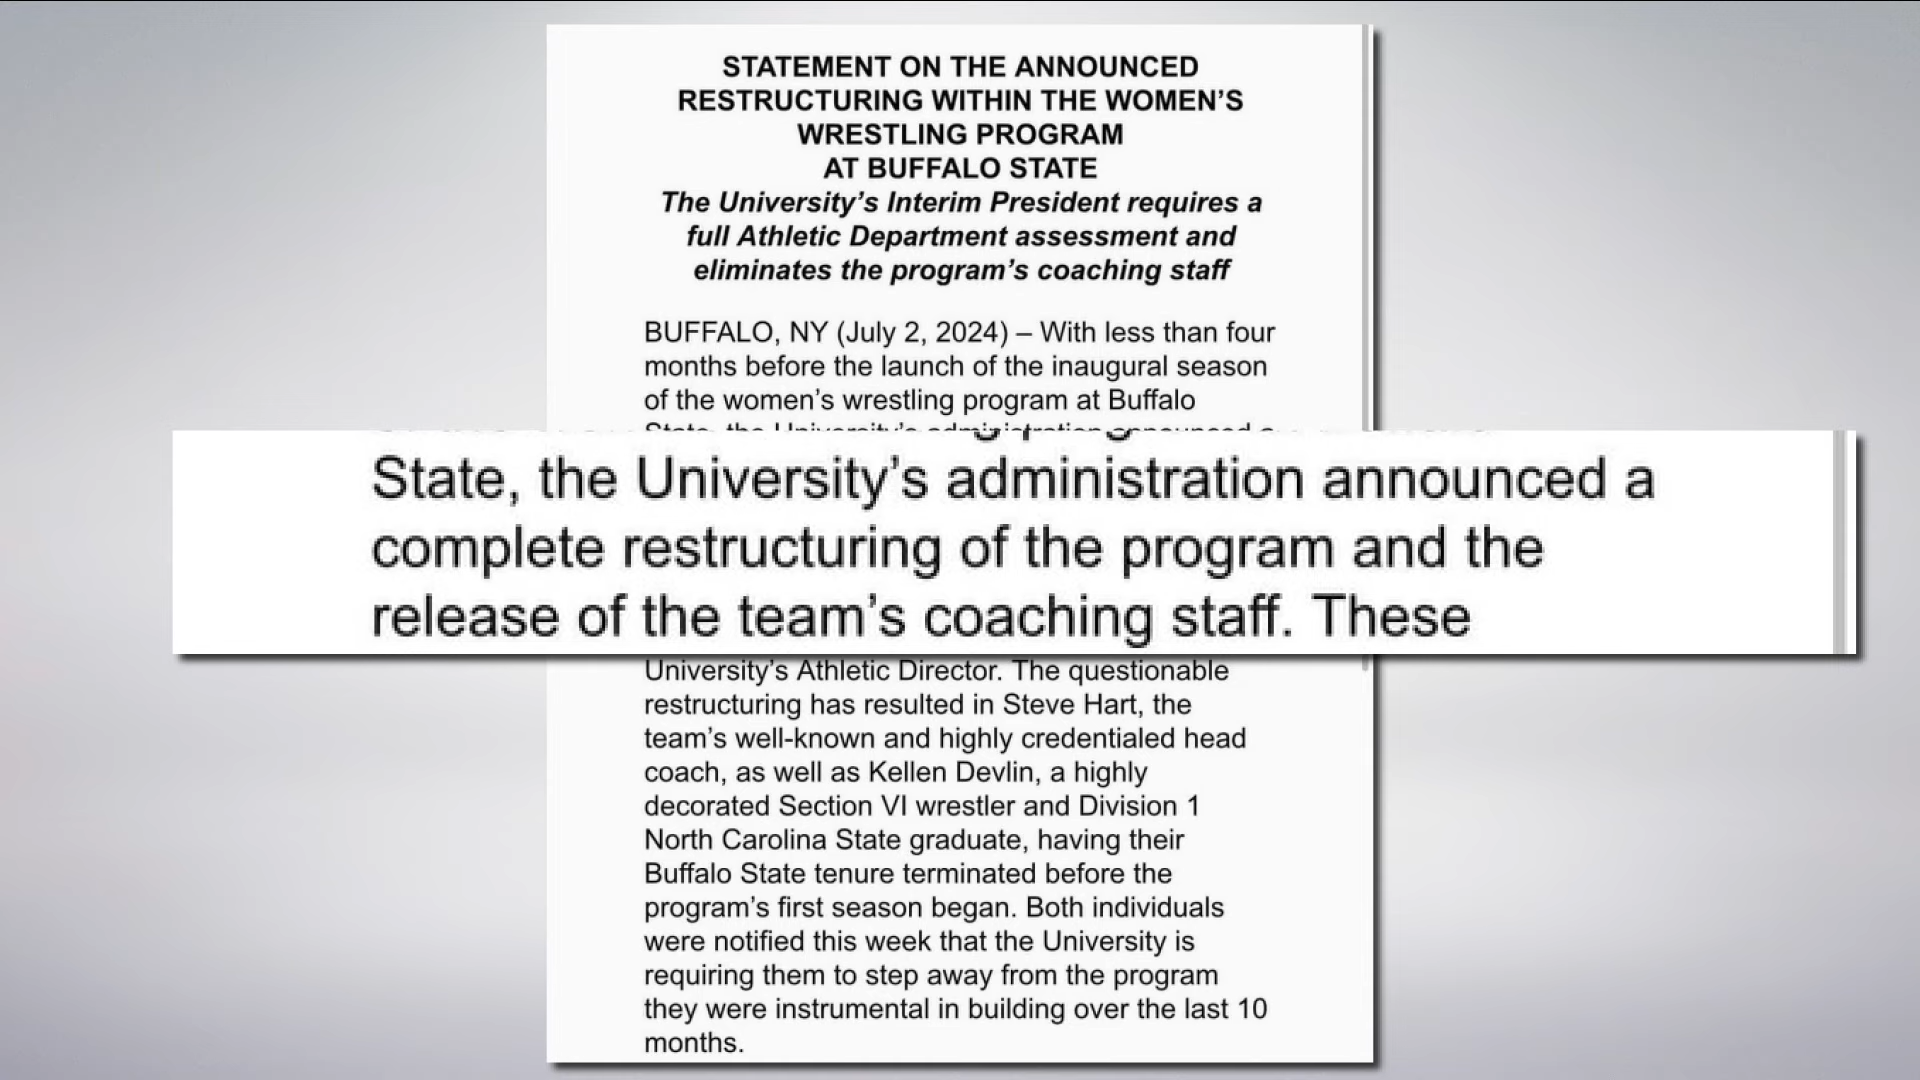 STATEMENT ON THE ANNOUNCED
RESTRUCTURING WITHIN THE WOMEN’S
WRESTLING PROGRAM
AT BUFFALO STATE
The University’s Interim President requires a
full Athletic Department assessment and
eliminates the program’s coaching staff
BUFFALO, NY (July 2, 2024) – With less than four
months before the launch of the inaugural season
of the women’s wrestling program at Buffalo
State, the University’s administration announced a
State, the University’s administration announced a
complete restructuring of the program and the
release of the team’s coaching staff. These
University’s Athletic Director. The questionable
restructuring has resulted in Steve Hart, the
team’s well-known and highly credentialed head
coach, as well as Kellen Devlin, a highly
decorated Section VI wrestler and Division 1
North Carolina State graduate, having their
Buffalo State tenure terminated before the
program’s first season began. Both individuals
were notified this week that the University is
requiring them to step away from the program
they were instrumental in building over the last 10
months.